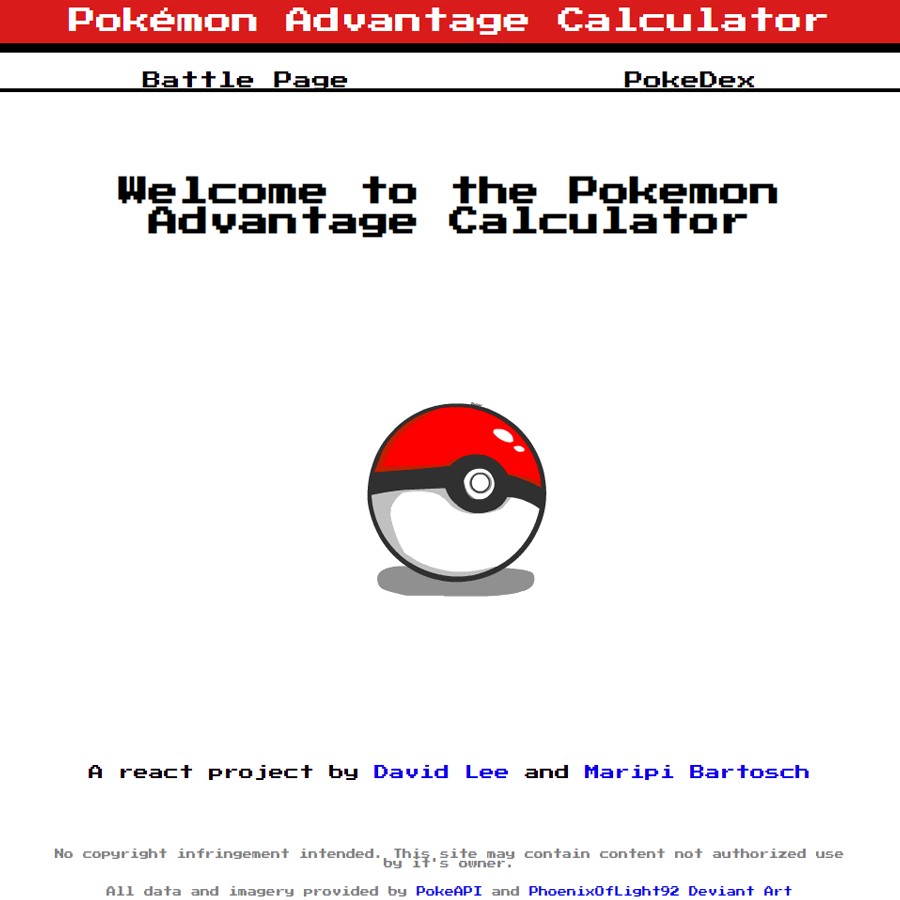 Pokémon Advantage Calculator
Battle Page PokeDex
Welcome to the Pokemon
Advantage Calculator
A react project by David Lee and Maripi Bartosch
No copyright infringement intended. This site may contain content not authorized use
by it's owner.
All data and imagery provided by PokeAPI and PhoenixOfLight92 Deviant Art